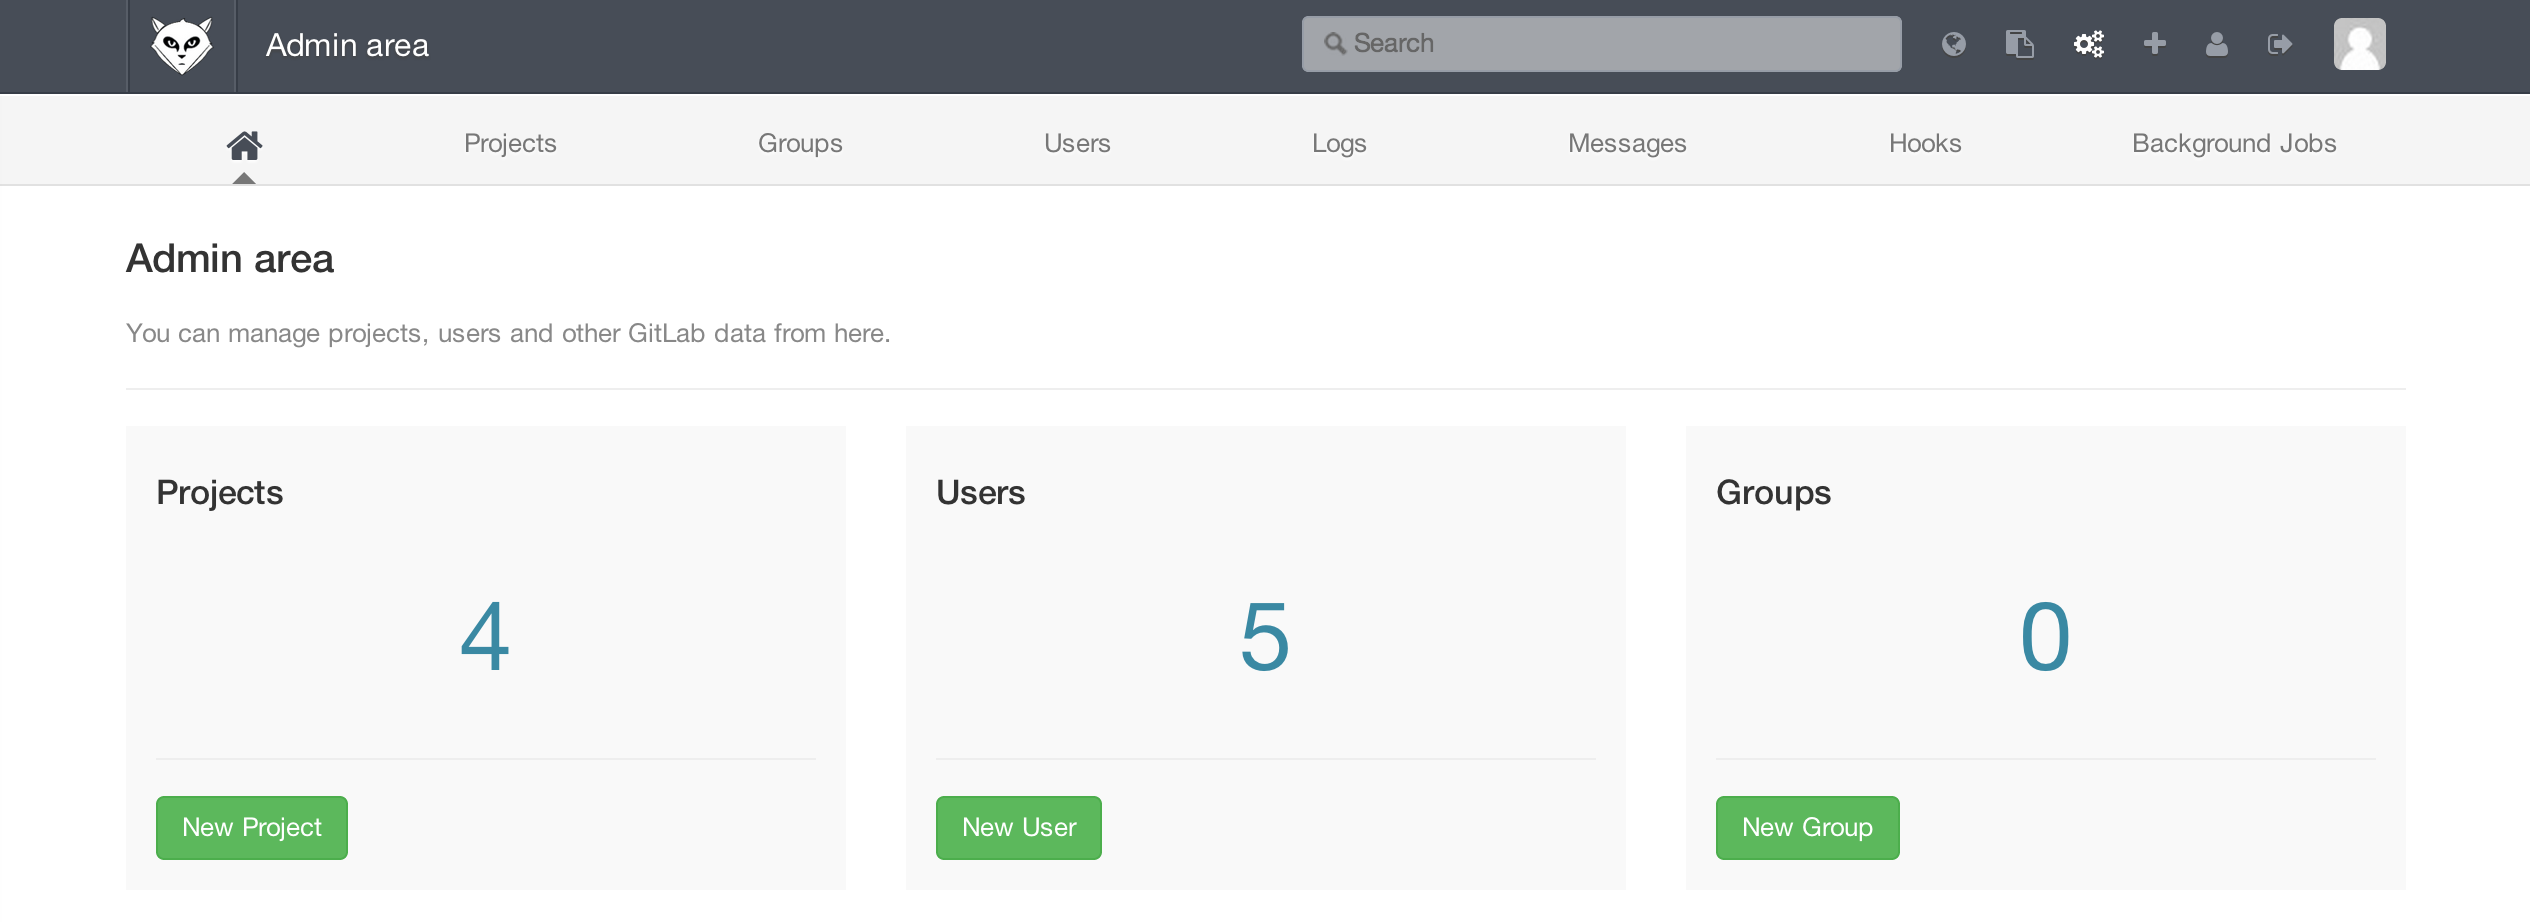 Admin area
Search
Projects
Groups
Users
Logs
Messages
Hooks
Background Jobs
Admin area
You can manage projects, users and other GitLab data from here.
Projects
4
New Project
Users
5
New User
Groups
0
New Group